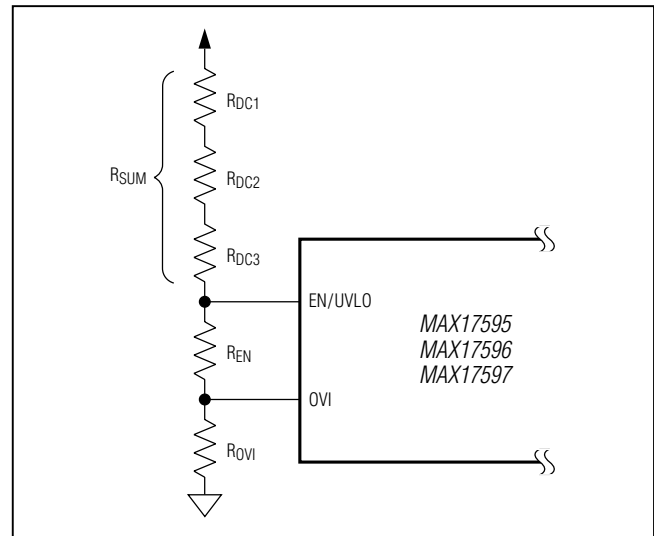 RDC1
RSUM
RDC2
RDC3
EN/UVLO
MAX17595
MAX17596
MAX17597
REN
OVI
ROVI